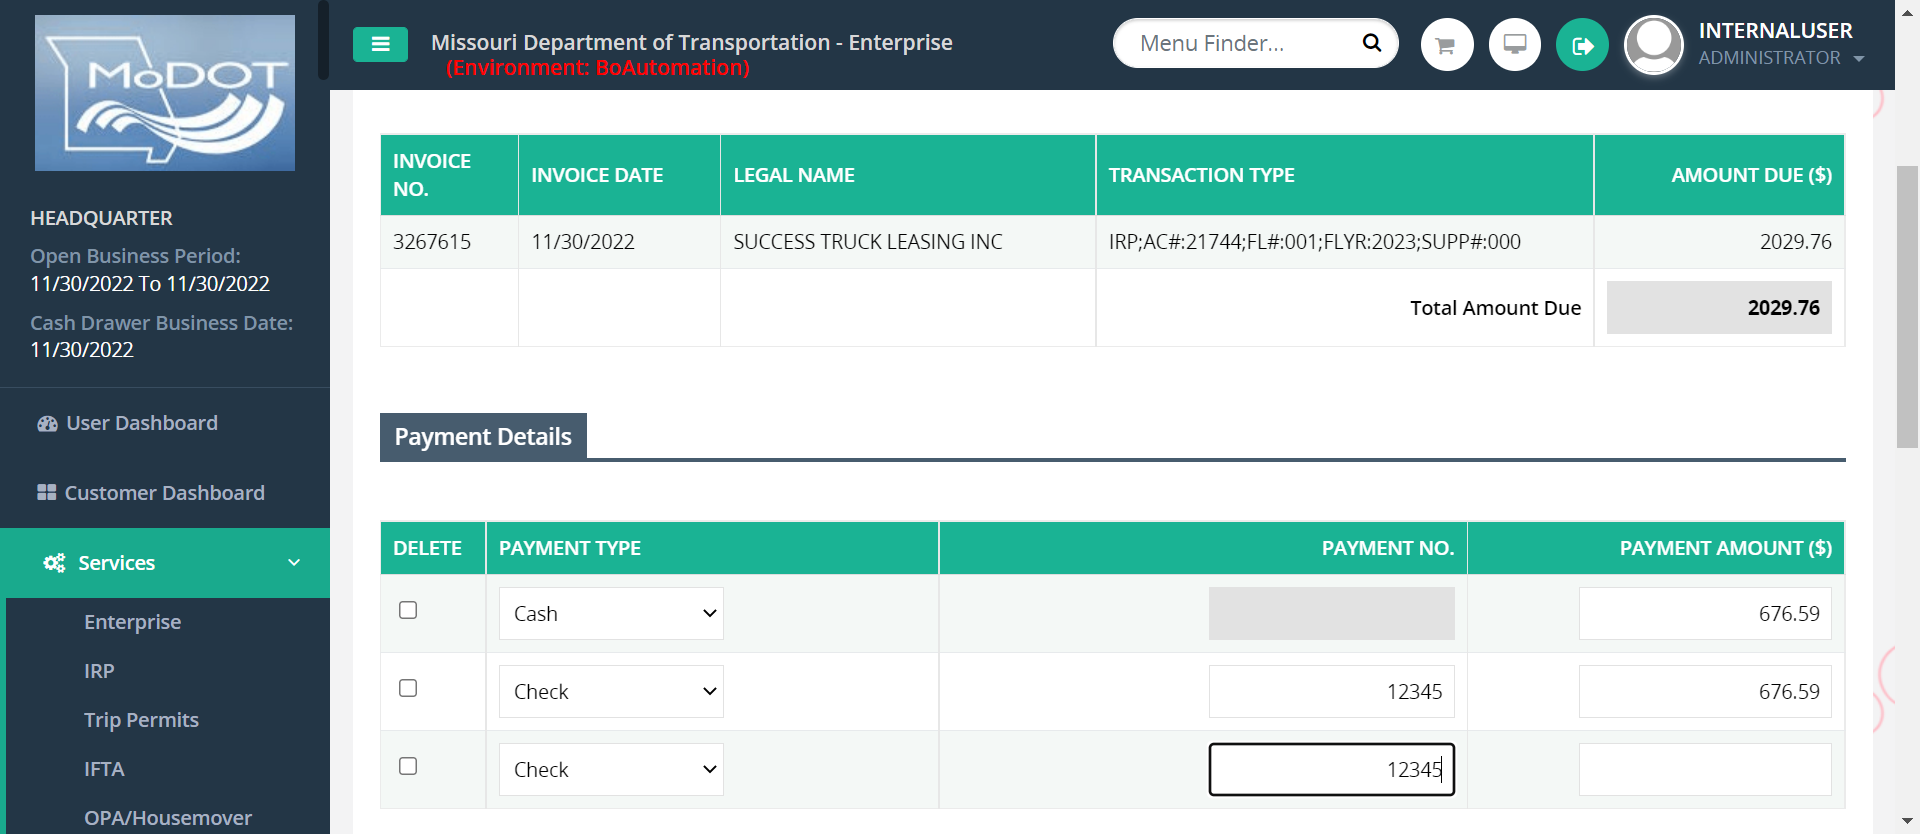 MoDOT
Missouri Department of Transportation - Enterprise
(Environment: BoAutomation)
Menu Finder...
INTERNALUSER
ADMINISTRATOR
HEADQUARTER
Open Business Period:
11/30/2022 To 11/30/2022
Cash Drawer Business Date:
11/30/2022
User Dashboard
Customer Dashboard
Services
Enterprise
IRP
Trip Permits
IFTA
OPA/Housemover
INVOICE NO. INVOICE DATE LEGAL NAME TRANSACTION TYPE AMOUNT DUE ($)
3267615 11/30/2022 SUCCESS TRUCK LEASING INC IRP;AC#:21744;FL#:001;FLYR:2023;SUPP#:000 2029.76
Total Amount Due 2029.76
Payment Details
DELETE PAYMENT TYPE PAYMENT NO. PAYMENT AMOUNT ($)
Cash 676.59
Check 12345 676.59
Check 12345